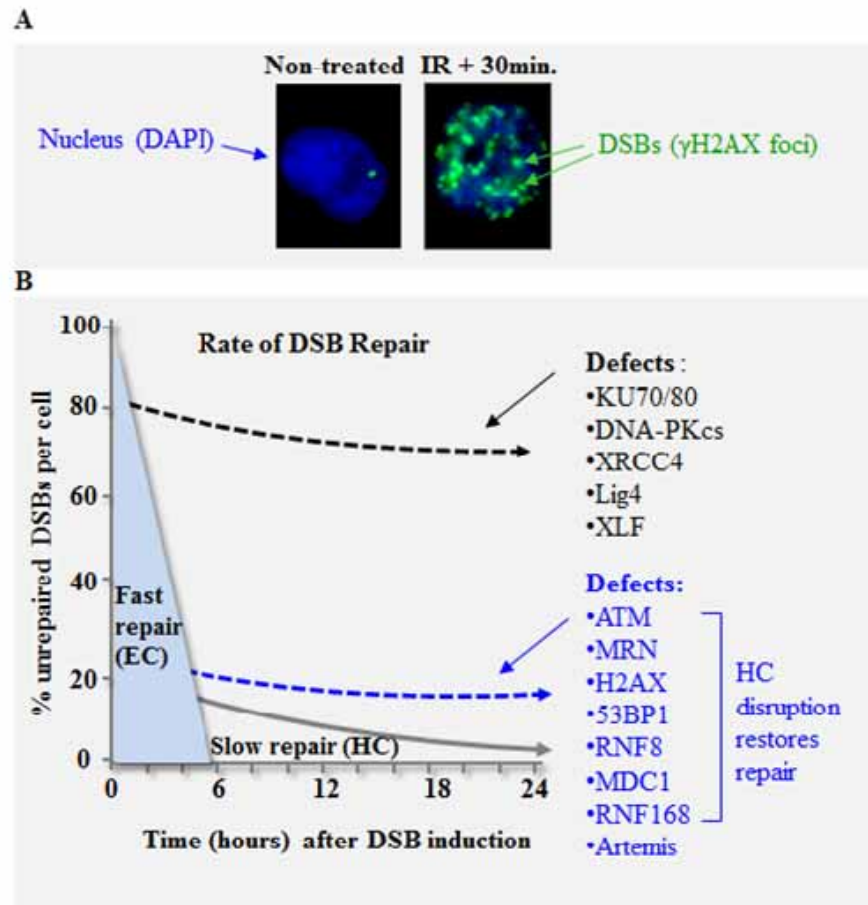 A
Non-treated IR + 30min.
Nucleus (DAPI)
DSBs (γH2AX foci)
B
Rate of DSB Repair
% unrepaired DSBs per cell
100
80
60
40
20
0
Fast
repair
(EC)
Slow repair (HC)
0 6 12 18 24
Time (hours) after DSB induction
Defects :
•KU70/80
•DNA-PKcs
•XRCC4
•Lig4
•XLF
Defects:
•ATM
•MRN
•H2AX
•53BP1
•RNF8
•MDC1
•RNF168
•Artemis
HC
disruption
restores
repair